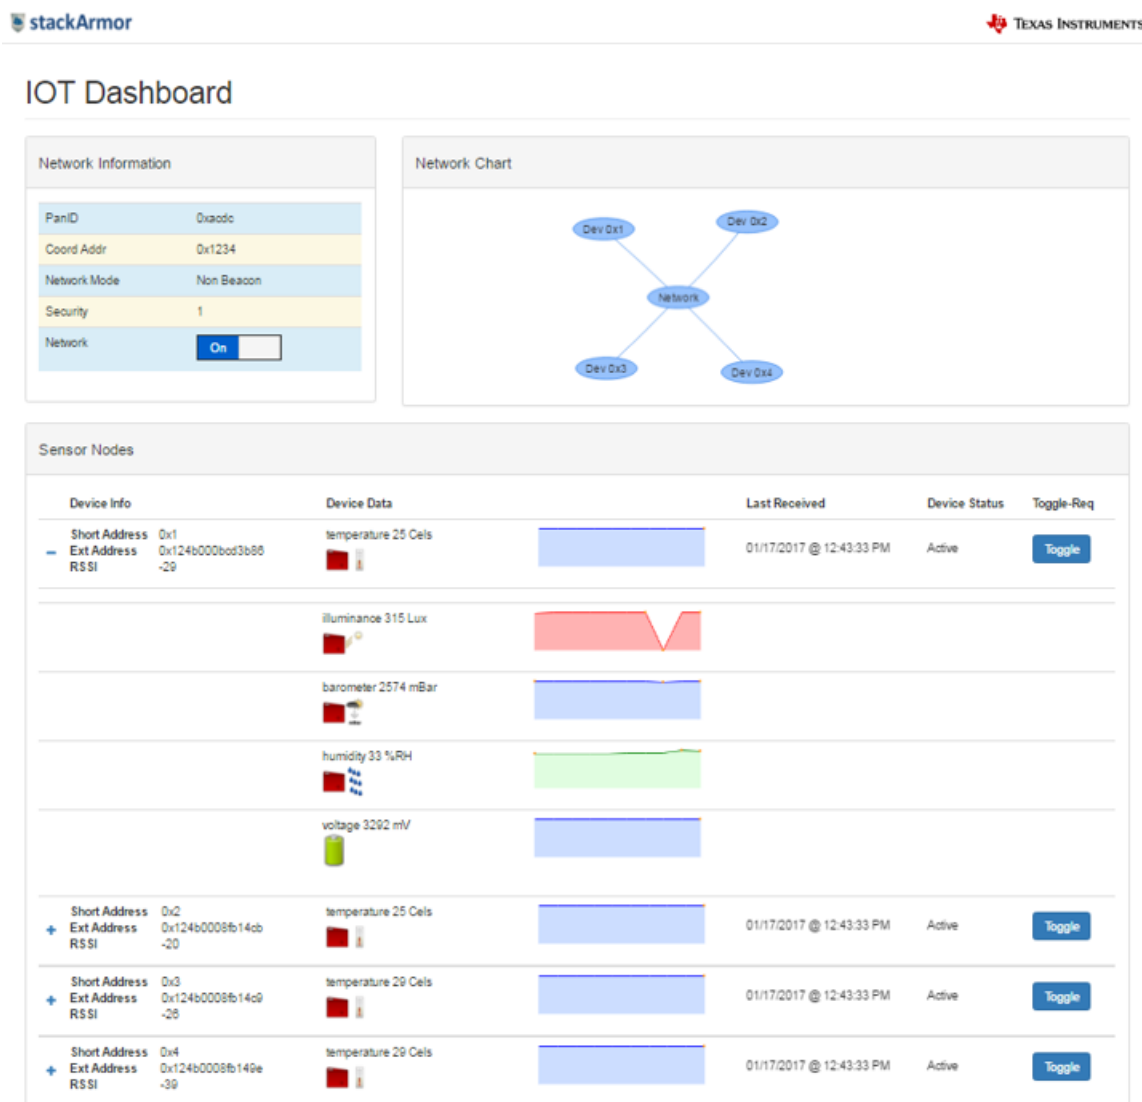 stackArmor
TEXAS INSTRUMENTS
IOT Dashboard
Network Information
PanID 0xacdc
Coord Addr 0x1234
Network Mode Non Beacon
Security 1
Network On
Network Chart
Dev 0x1
Dev 0x2
Network
Dev 0x3
Dev 0x4
Sensor Nodes
Device Info Device Data Last Received Device Status Toggle-Req
Short Address 0x1 temperature 25 Cels
− Ext Address 0x124b000bcd3b86 01/17/2017 @ 12:43:33 PM Active Toggle
RSSI -29
illuminance 315 Lux
barometer 2574 mBar
humidity 33 %RH
voltage 3292 mV
Short Address 0x2 temperature 25 Cels
+ Ext Address 0x124b0008fb14cb 01/17/2017 @ 12:43:33 PM Active Toggle
RSSI -20
Short Address 0x3 temperature 29 Cels
+ Ext Address 0x124b0008fb14c9 01/17/2017 @ 12:43:33 PM Active Toggle
RSSI -26
Short Address 0x4 temperature 29 Cels
+ Ext Address 0x124b0008fb149e 01/17/2017 @ 12:43:33 PM Active Toggle
RSSI -39